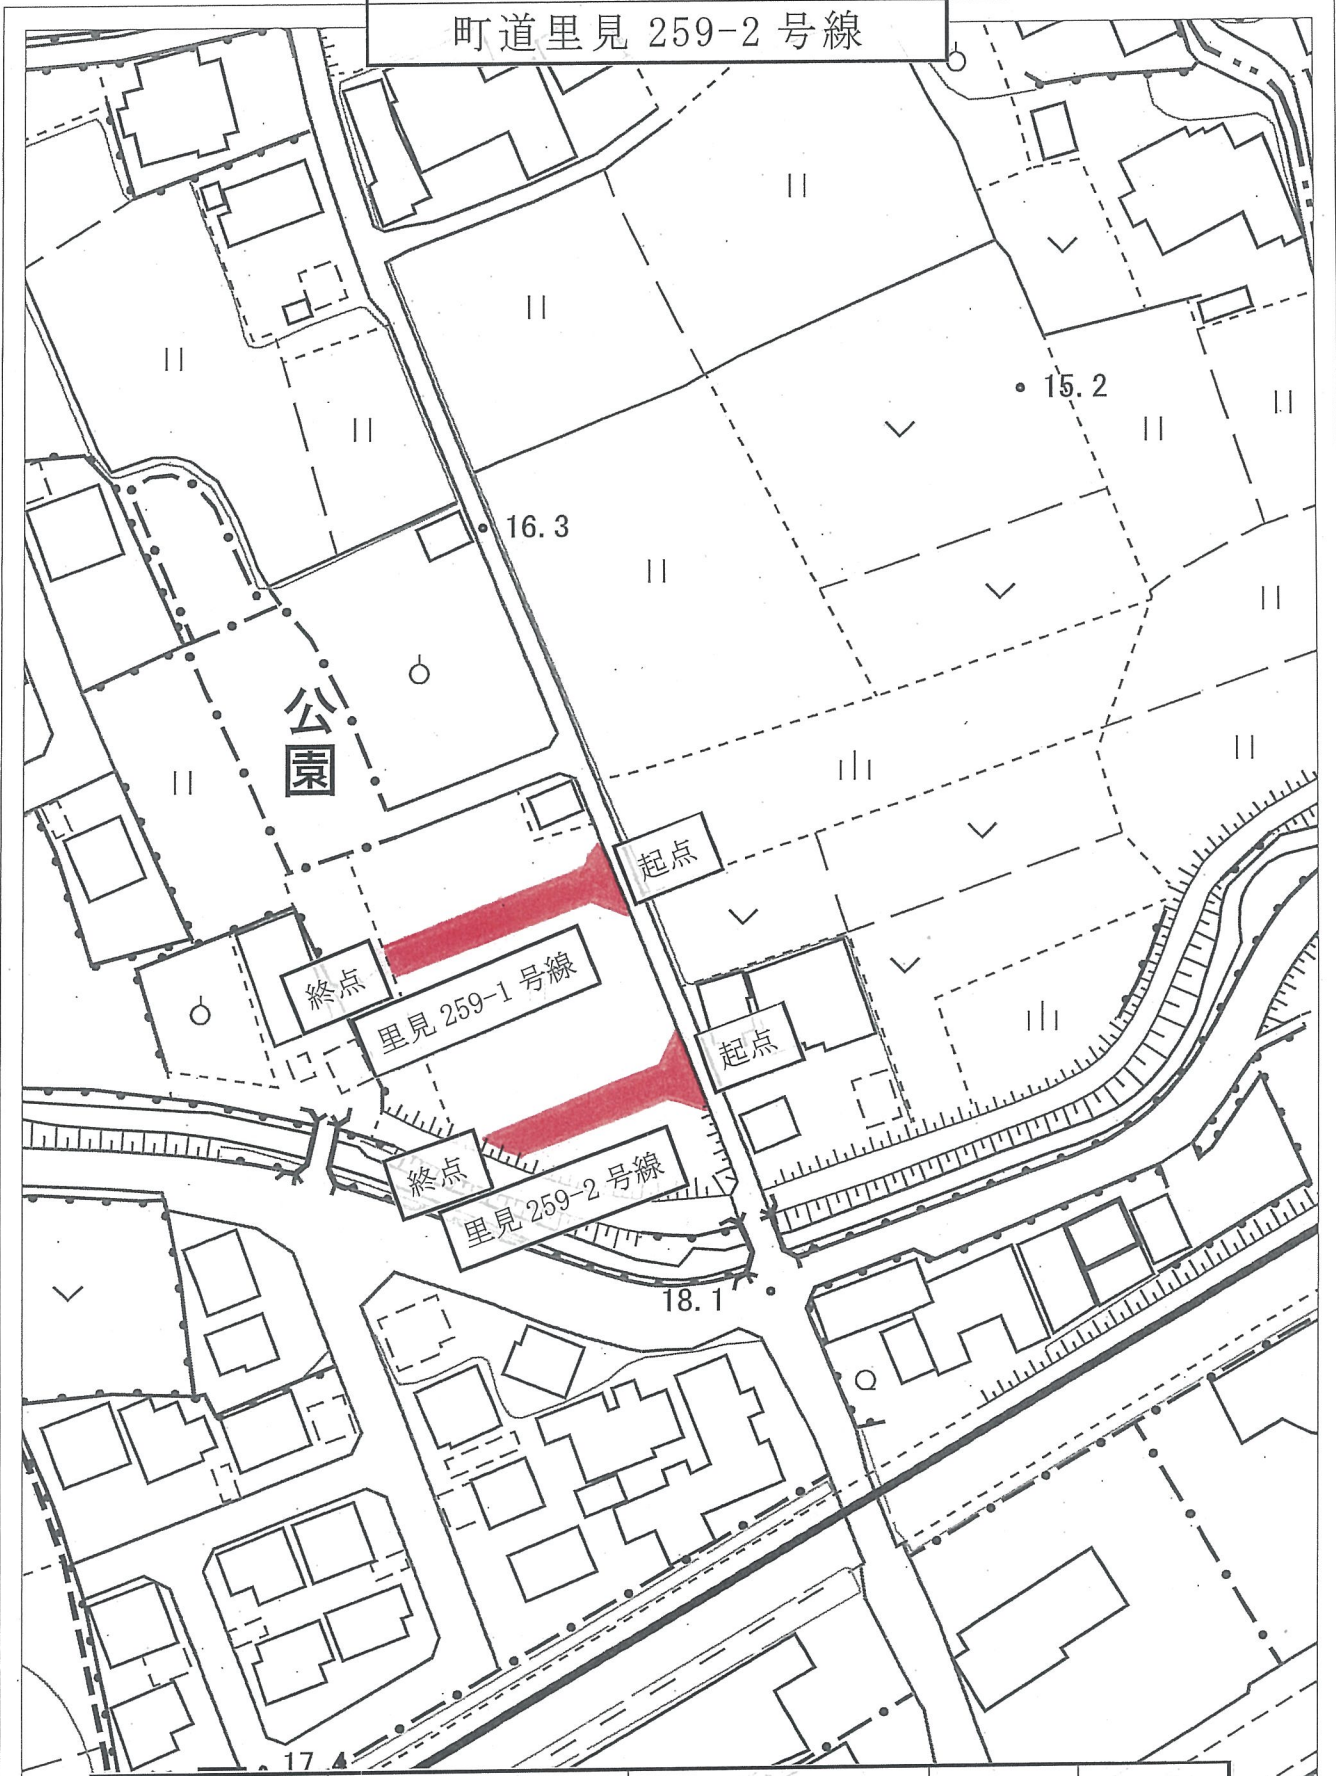 町道里見 259-2 号線
15.2
16.3
公園
起点
終点
里見 259-1 号線
起点
終点
里見 259-2 号線
18.1
17.4